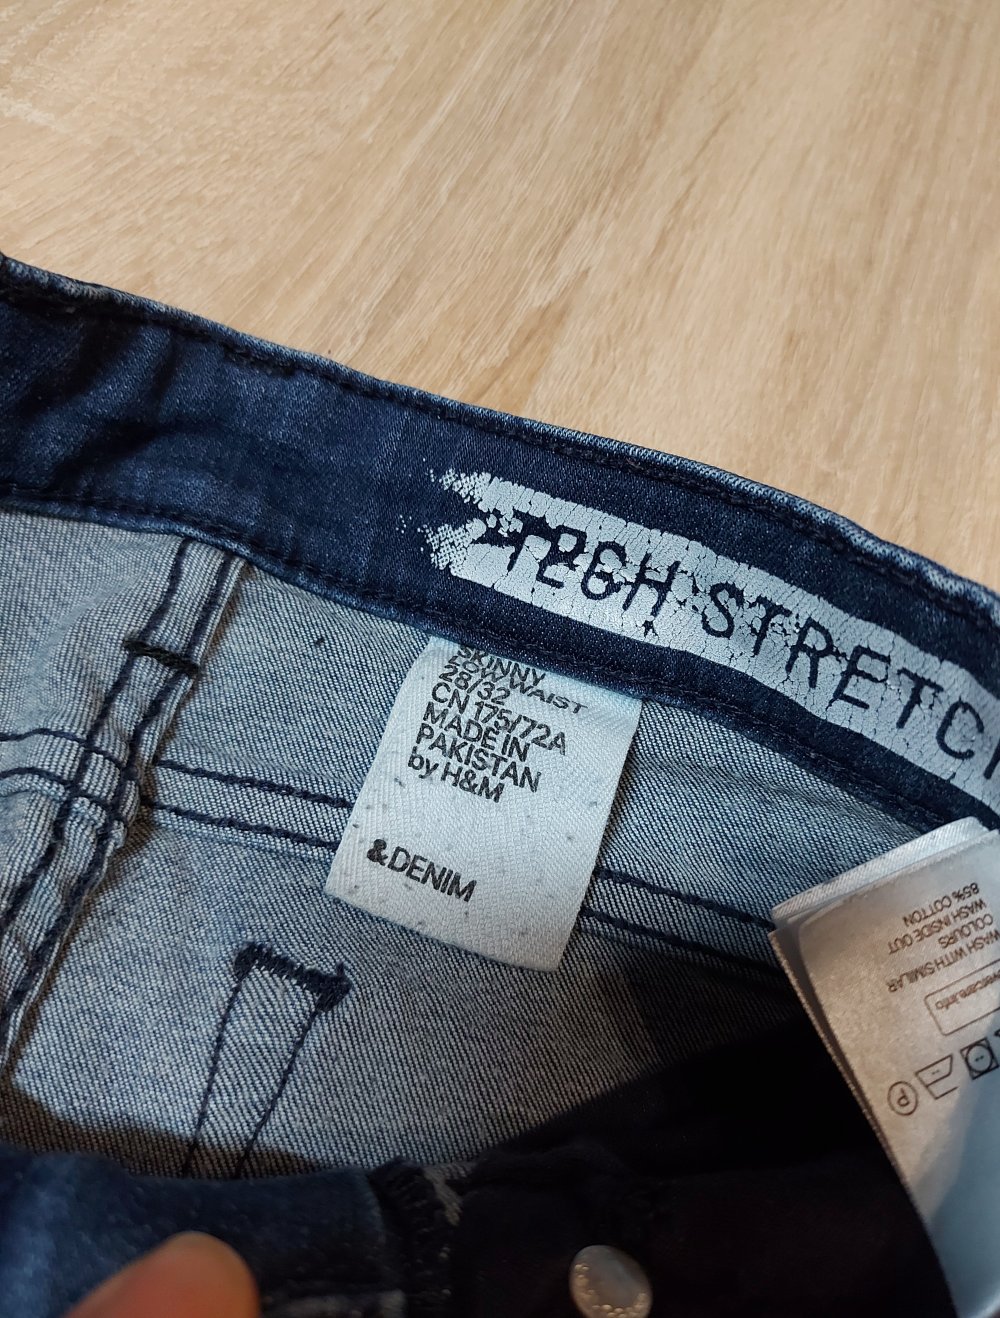 TECH STRETCH
SKINNY
LOW WAIST
28/32
CN 175/72A
MADE IN
PAKISTAN
by H&M
&DENIM
85% COTTON
WASH INSIDE OUT
COLOURS
WASH WITH SIMILAR
P